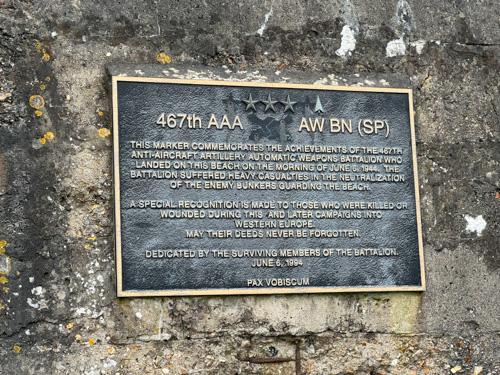 467th AAA AW BN (SP)
THIS MARKER COMMEMORATES THE ACHIEVEMENTS OF THE 467TH
ANTI-AIRCRAFT ARTILLERY AUTOMATIC WEAPONS BATTALION WHO
LANDED ON THIS BEACH ON THE MORNING OF JUNE 6, 1944. THE
BATTALION SUFFERED HEAVY CASUALTIES IN THE NEUTRALIZATION
OF THE ENEMY BUNKERS GUARDING THE BEACH.
A SPECIAL RECOGNITION IS MADE TO THOSE WHO WERE KILLED OR
WOUNDED DURING THIS AND LATER CAMPAIGNS INTO
WESTERN EUROPE.
MAY THEIR DEEDS NEVER BE FORGOTTEN.
DEDICATED BY THE SURVIVING MEMBERS OF THE BATTALION.
JUNE 6, 1994
PAX VOBISCUM